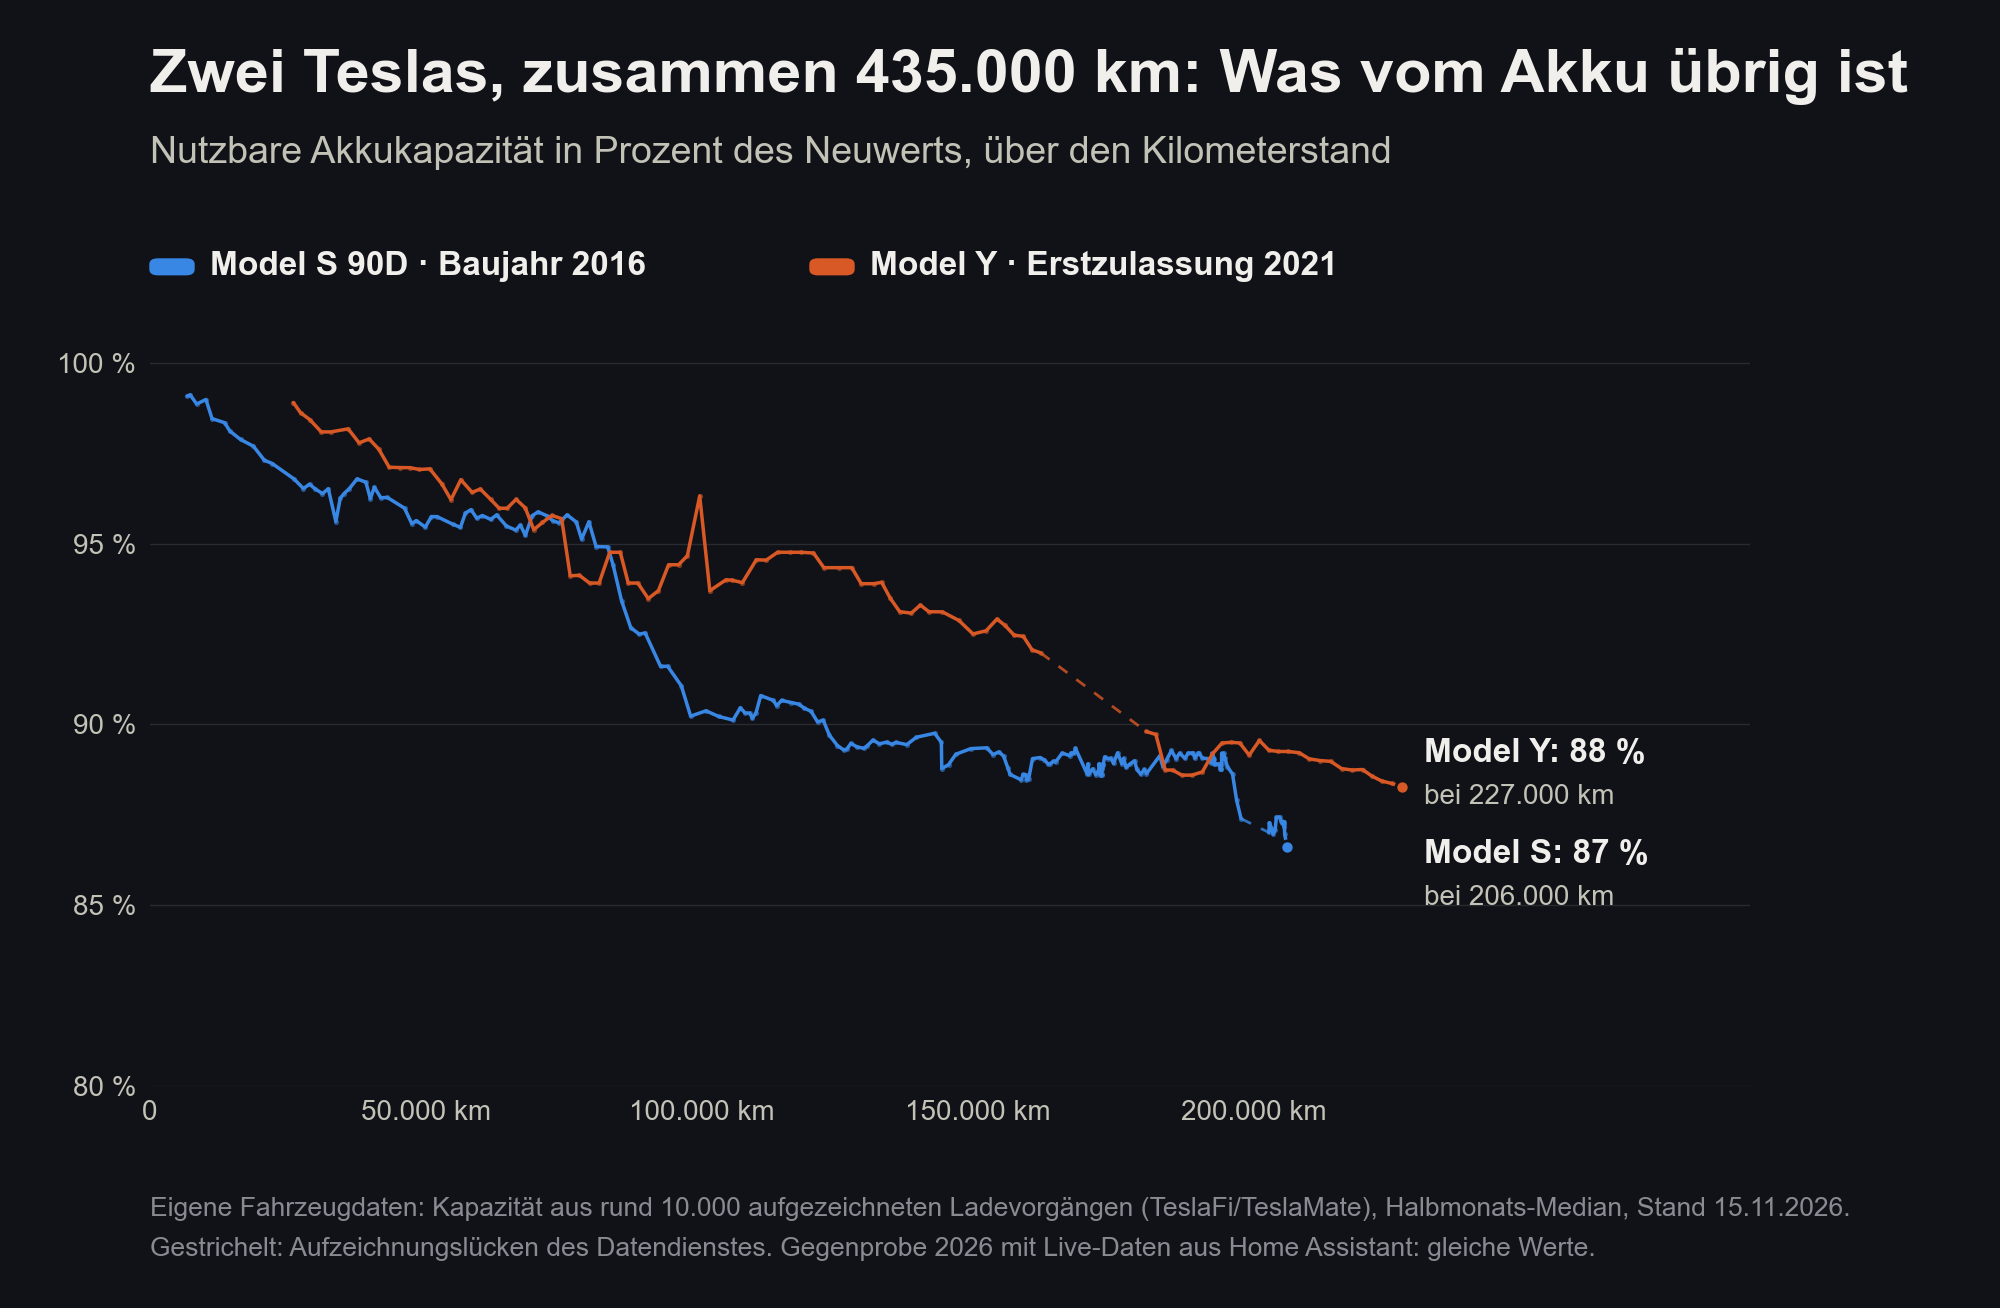 Zwei Teslas, zusammen 435.000 km: Was vom Akku übrig ist
Nutzbare Akkukapazität in Prozent des Neuwerts, über den Kilometerstand
Model S 90D · Baujahr 2016
Model Y · Erstzulassung 2021
100 %
95 %
90 %
85 %
80 %
Model Y: 88 %
bei 227.000 km
Model S: 87 %
bei 206.000 km
0
50.000 km
100.000 km
150.000 km
200.000 km
Eigene Fahrzeugdaten: Kapazität aus rund 10.000 aufgezeichneten Ladevorgängen (TeslaFi/TeslaMate), Halbmonats-Median, Stand 15.11.2026.
Gestrichelt: Aufzeichnungslücken des Datendienstes. Gegenprobe 2026 mit Live-Daten aus Home Assistant: gleiche Werte.